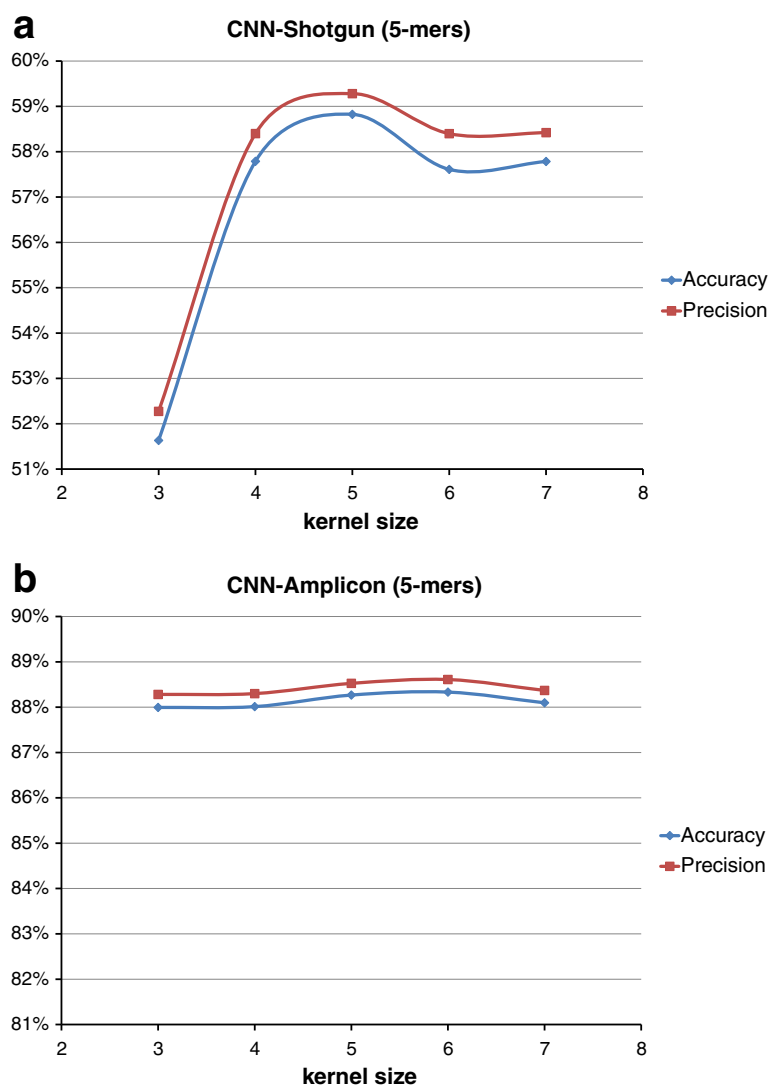 a
CNN-Shotgun (5-mers)
60%
59%
58%
57%
56%
55%
54%
53%
52%
51%
2 3 4 5 6 7 8
kernel size
Accuracy
Precision
b
CNN-Amplicon (5-mers)
90%
89%
88%
87%
86%
85%
84%
83%
82%
81%
2 3 4 5 6 7 8
kernel size
Accuracy
Precision